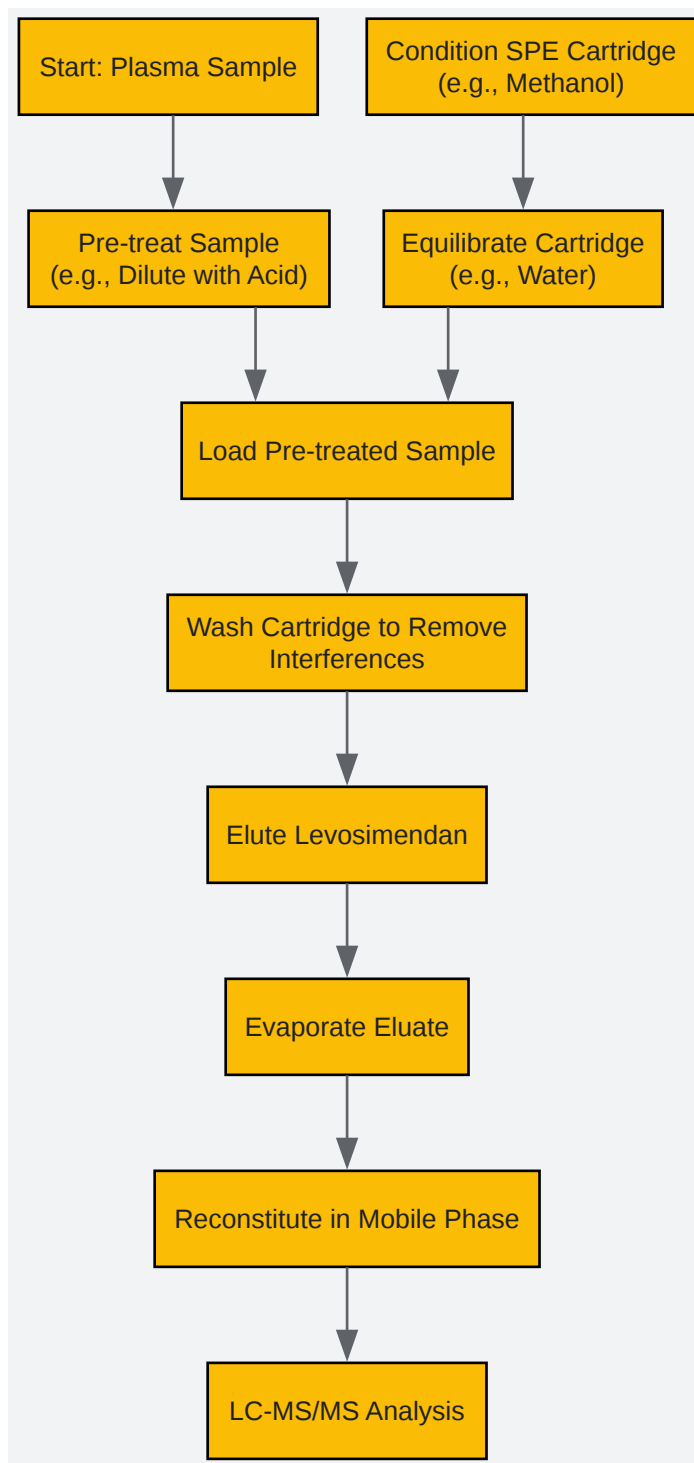 Start: Plasma Sample
Condition SPE Cartridge
(e.g., Methanol)
Pre-treat Sample
(e.g., Dilute with Acid)
Equilibrate Cartridge
(e.g., Water)
Load Pre-treated Sample
Wash Cartridge to Remove
Interferences
Elute Levosimendan
Evaporate Eluate
Reconstitute in Mobile Phase
LC-MS/MS Analysis